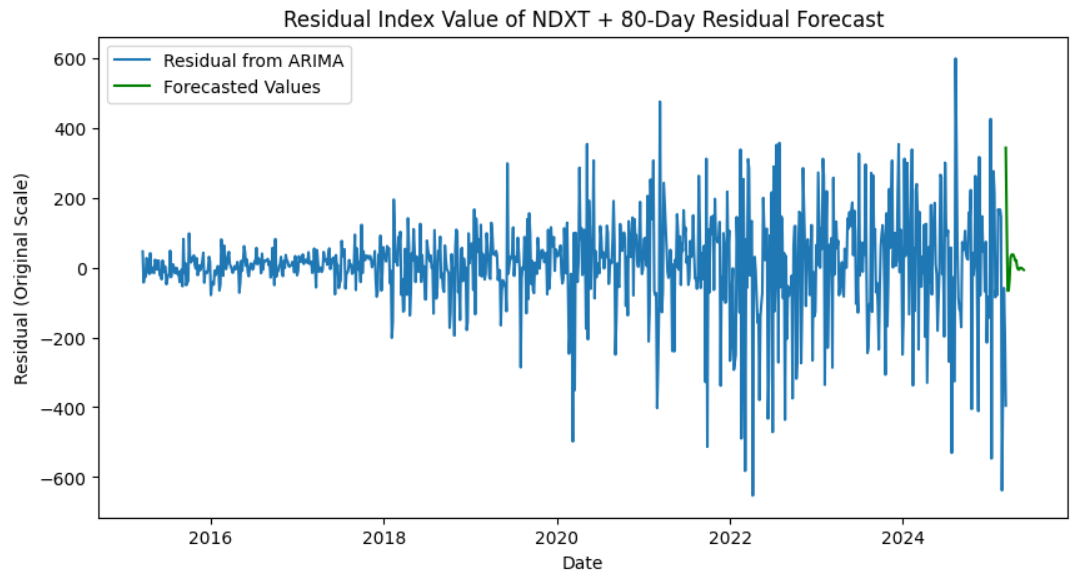 Residual Index Value of NDXT + 80-Day Residual Forecast
Residual from ARIMA
Forecasted Values
600
400
200
0
−200
−400
−600
Residual (Original Scale)
2016
2018
2020
2022
2024
Date